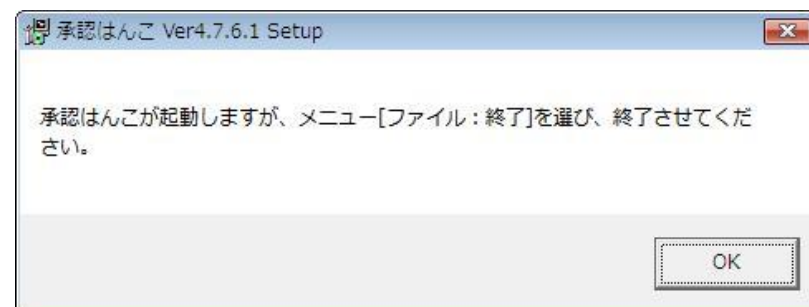 承認はんこ Ver4.7.6.1 Setup
承認はんこが起動しますが、メニュー[ファイル：終了]を選び、終了させてくだ
さい。
OK